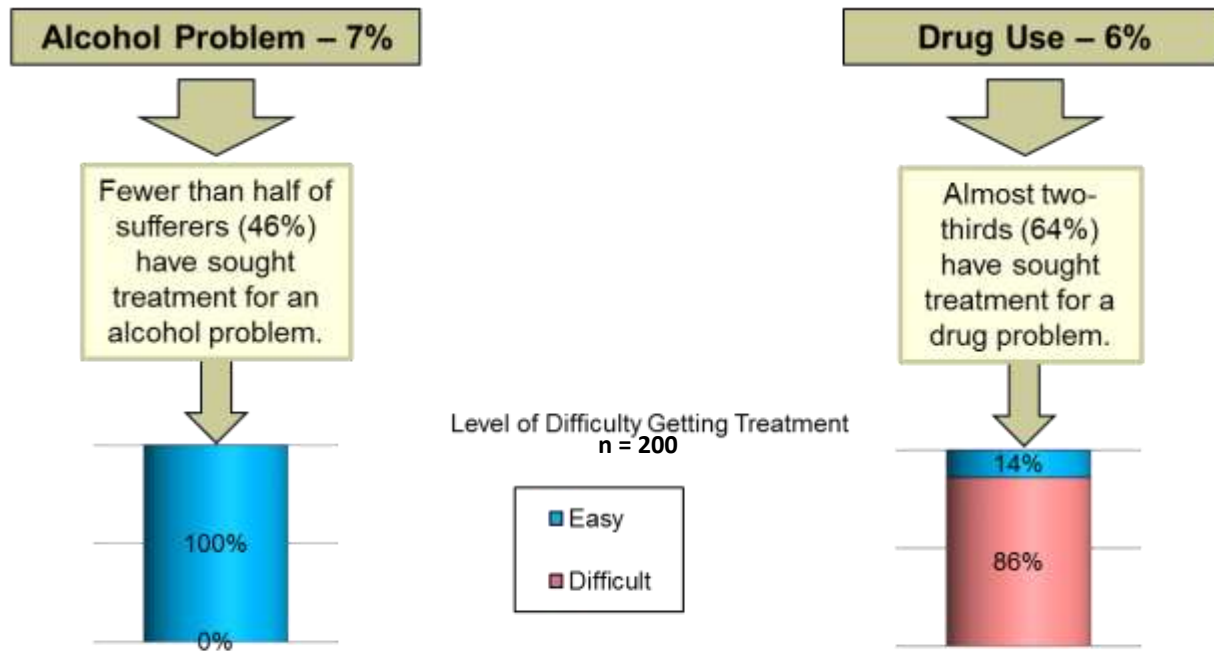 Alcohol Problem – 7%
Drug Use – 6%
Fewer than half of
sufferers (46%)
have sought
treatment for an
alcohol problem.
Almost two-
thirds (64%)
have sought
treatment for a
drug problem.
Level of Difficulty Getting Treatment
n = 200
100%
0%
Easy
Difficult
14%
86%